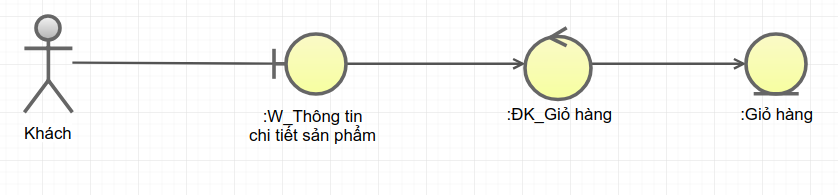 Khách
:W_Thông tin
chi tiết sản phẩm
:ĐK_Giỏ hàng
:Giỏ hàng